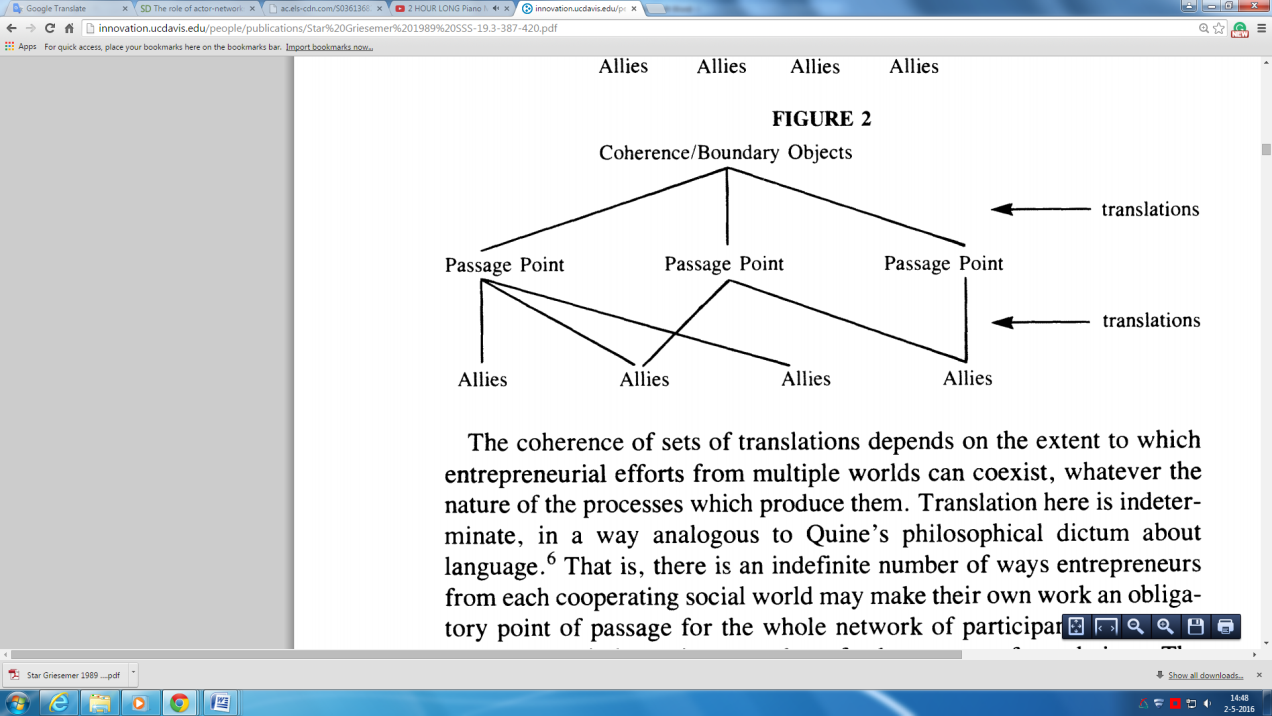 Google Translate
SD The role of actor-network
ac.els-cdn.com/S0361368
2 HOUR LONG Piano M
innovation.ucdavis.edu/pe
innovation.ucdavis.edu/people/publications/Star%20Griesemer%201989%20SSS-19.3-387-420.pdf
NEW
Apps For quick access, place your bookmarks here on the bookmarks bar. Import bookmarks now...
Allies Allies Allies Allies
FIGURE 2
Coherence/Boundary Objects
translations
Passage Point Passage Point Passage Point
translations
Allies Allies Allies Allies
The coherence of sets of translations depends on the extent to which
entrepreneurial efforts from multiple worlds can coexist, whatever the
nature of the processes which produce them. Translation here is indeter-
minate, in a way analogous to Quine's philosophical dictum about
language.6 That is, there is an indefinite number of ways entrepreneurs
from each cooperating social world may make their own work an obliga-
tory point of passage for the whole network of participan
Star Griesemer 1989 ....pdf
Show all downloads...
14:48
2-5-2016